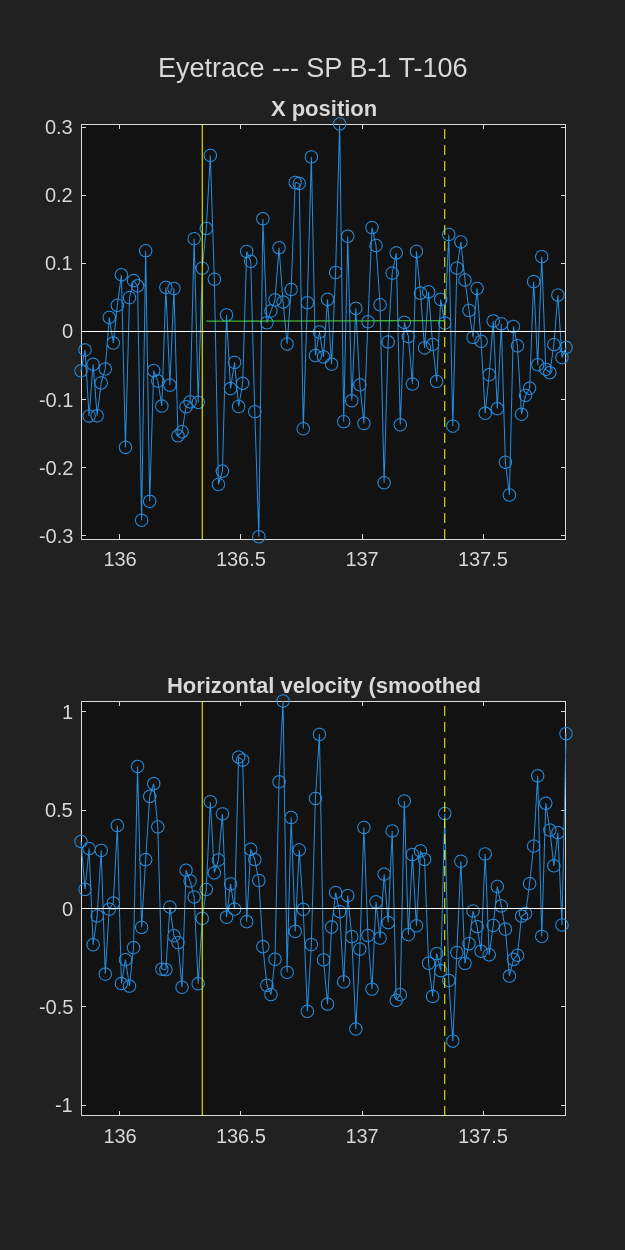 Eyetrace --- SP B-1 T-106
X position
0.3
0.2
0.1
0
-0.1
-0.2
-0.3
136 136.5 137 137.5
Horizontal velocity (smoothed
1
0.5
0
-0.5
-1
136 136.5 137 137.5